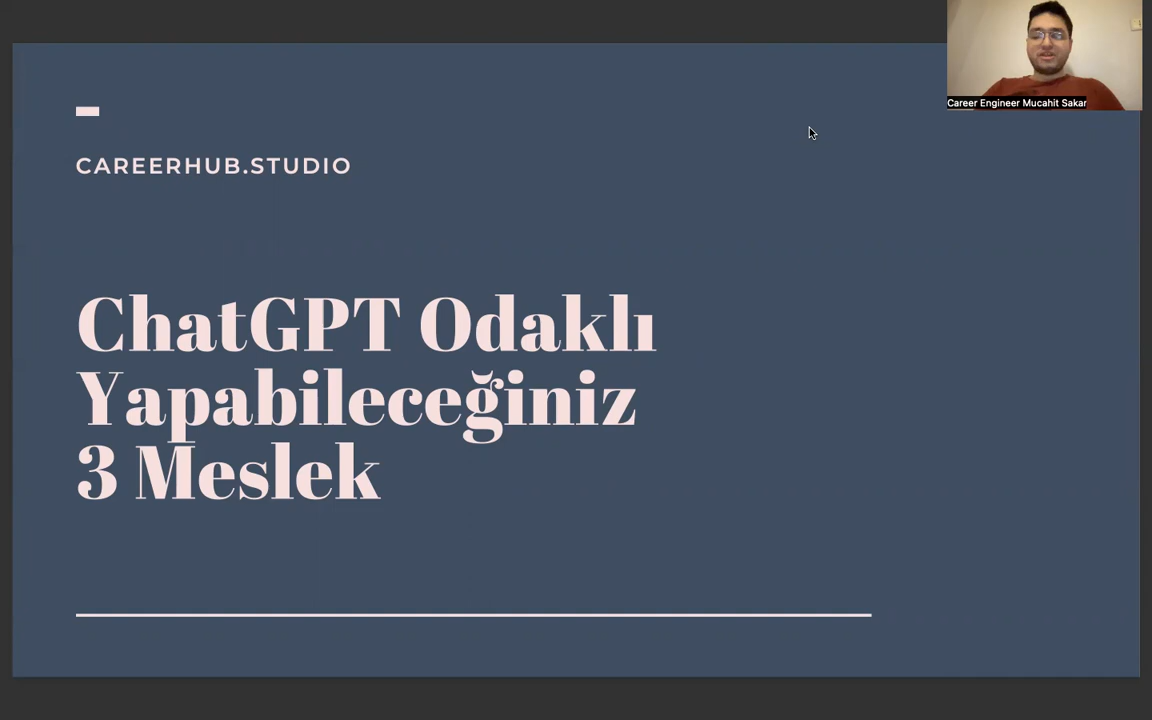 Career Engineer Mucahit Sakar
CAREERHUB.STUDIO
ChatGPT Odaklı
Yapabileceğiniz
3 Meslek